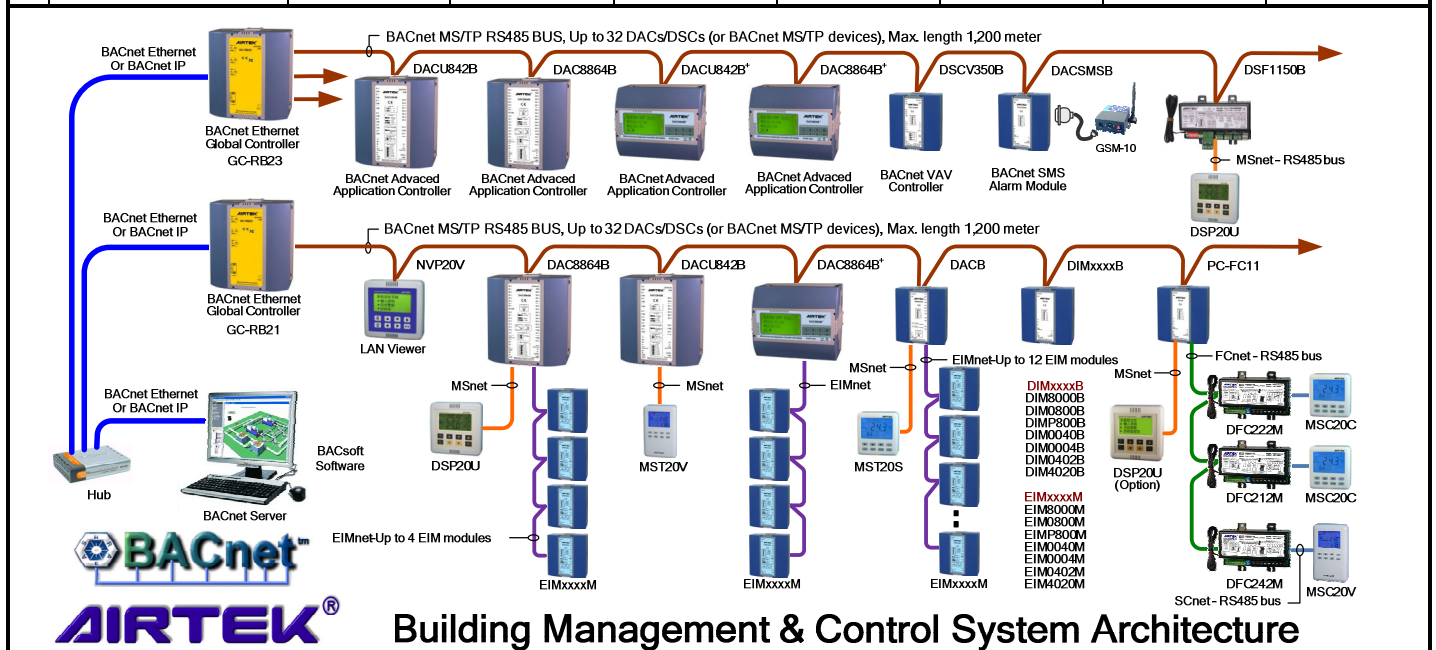 BACnet Ethernet
Or BACnet IP
AIRTEK
BACnet MS/TP RS485 BUS, Up to 32 DACs/DSCs (or BACnet MS/TP devices), Max. length 1,200 meter
DACU842B
DAC8864B
DACU842B+
DAC8864B+
DSCV350B
DACSMSB
DSF1150B
BACnet Ethernet
Global Controller
GC-RB23
BACnet Advaced
Application Controller
BACnet Advaced
Application Controller
AIRTEK
BACnet Advaced
Application Controller
AIRTEK
BACnet Advaced
Application Controller
BACnet VAV
Controller
BACnet SMS
Alarm Module
GSM-10
MSnet - RS485 bus
DSP20U
BACnet Ethernet
Or BACnet IP
AIRTEK
BACnet MS/TP RS485 BUS, Up to 32 DACs/DSCs (or BACnet MS/TP devices), Max. length 1,200 meter
NVP20V
DAC8864B
DACU842B
DAC8864B+
DACB
DIMxxxxB
PC-FC11
BACnet Ethernet
Global Controller
GC-RB21
LAN Viewer
AIRTEK
MSnet
MSnet
EIMnet
MSnet
EIMnet-Up to 12 EIM modules
MSnet
FCnet - RS485 bus
BACnet Ethernet
Or BACnet IP
BACsoft
Software
Hub
BACnet Server
DSP20U
MST20V
MST20S
DIMxxxxB
DIM8000B
DIM0800B
DIMP800B
DIM0040B
DIM0004B
DIM0402B
DIM4020B
EIMxxxxM
EIM8000M
EIM0800M
EIMP800M
EIM0040M
EIM0004M
EIM0402M
EIM4020M
DSP20U
(Option)
DFC222M
MSC20C
DFC212M
MSC20C
DFC242M
MSC20V
SCnet - RS485 bus
EIMnet-Up to 4 EIM modules
EIMxxxxM
EIMxxxxM
EIMxxxxM
BACnet™
AIRTEK®
Building Management & Control System Architecture